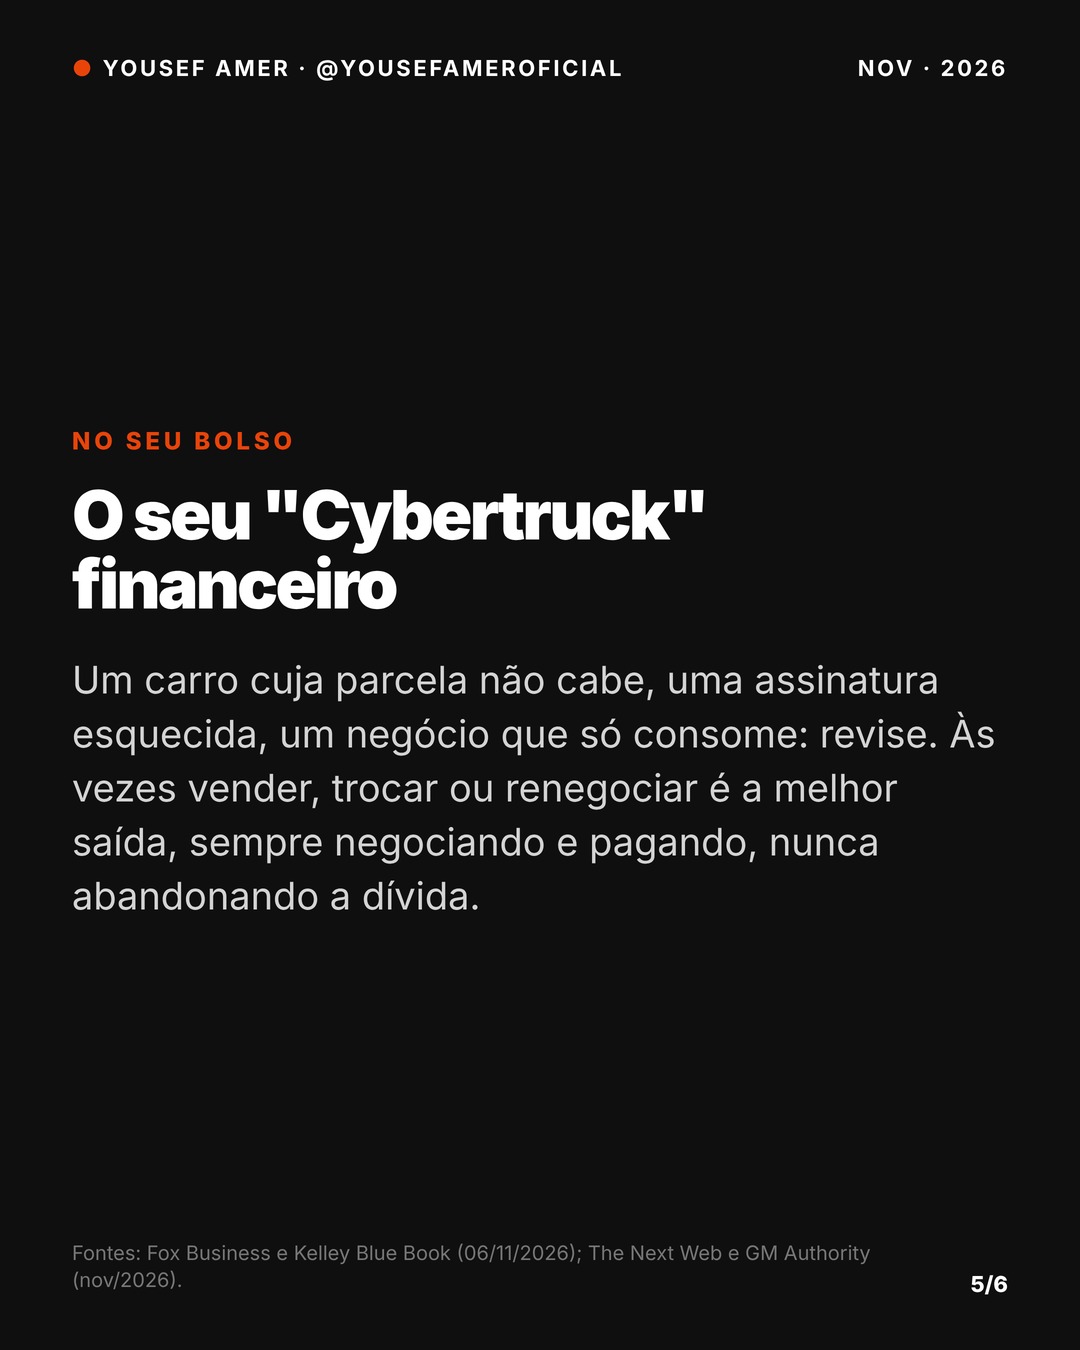 YOUSEF AMER · @YOUSEFAMEROFICIAL
NOV · 2026
NO SEU BOLSO
O seu "Cybertruck"
financeiro
Um carro cuja parcela não cabe, uma assinatura
esquecida, um negócio que só consome: revise. Às
vezes vender, trocar ou renegociar é a melhor
saída, sempre negociando e pagando, nunca
abandonando a dívida.
Fontes: Fox Business e Kelley Blue Book (06/11/2026); The Next Web e GM Authority
(nov/2026).
5/6